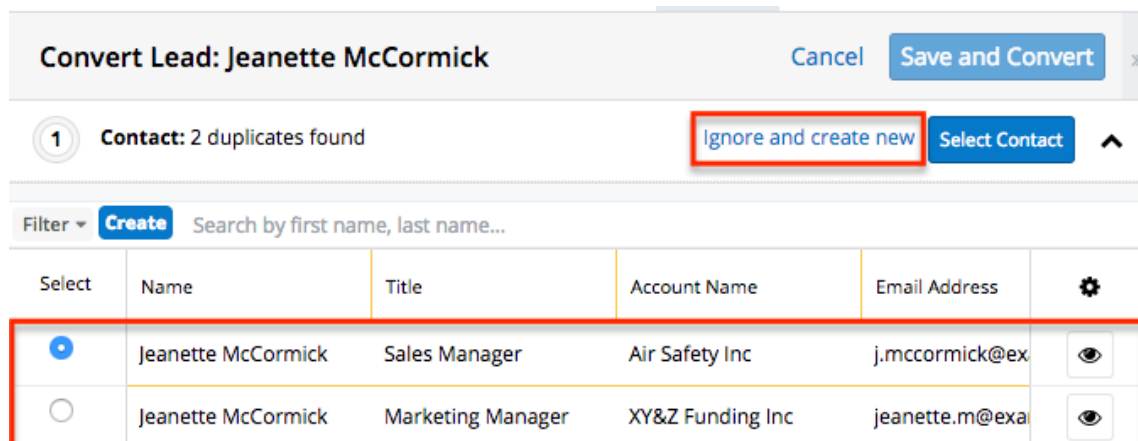 Convert Lead: Jeanette McCormick Cancel Save and Convert
1 Contact: 2 duplicates found Ignore and create new Select Contact
Filter Create Search by first name, last name...
Select Name Title Account Name Email Address
Jeanette McCormick Sales Manager Air Safety Inc j.mccormick@ex
Jeanette McCormick Marketing Manager XY&Z Funding Inc jeanette.m@exa